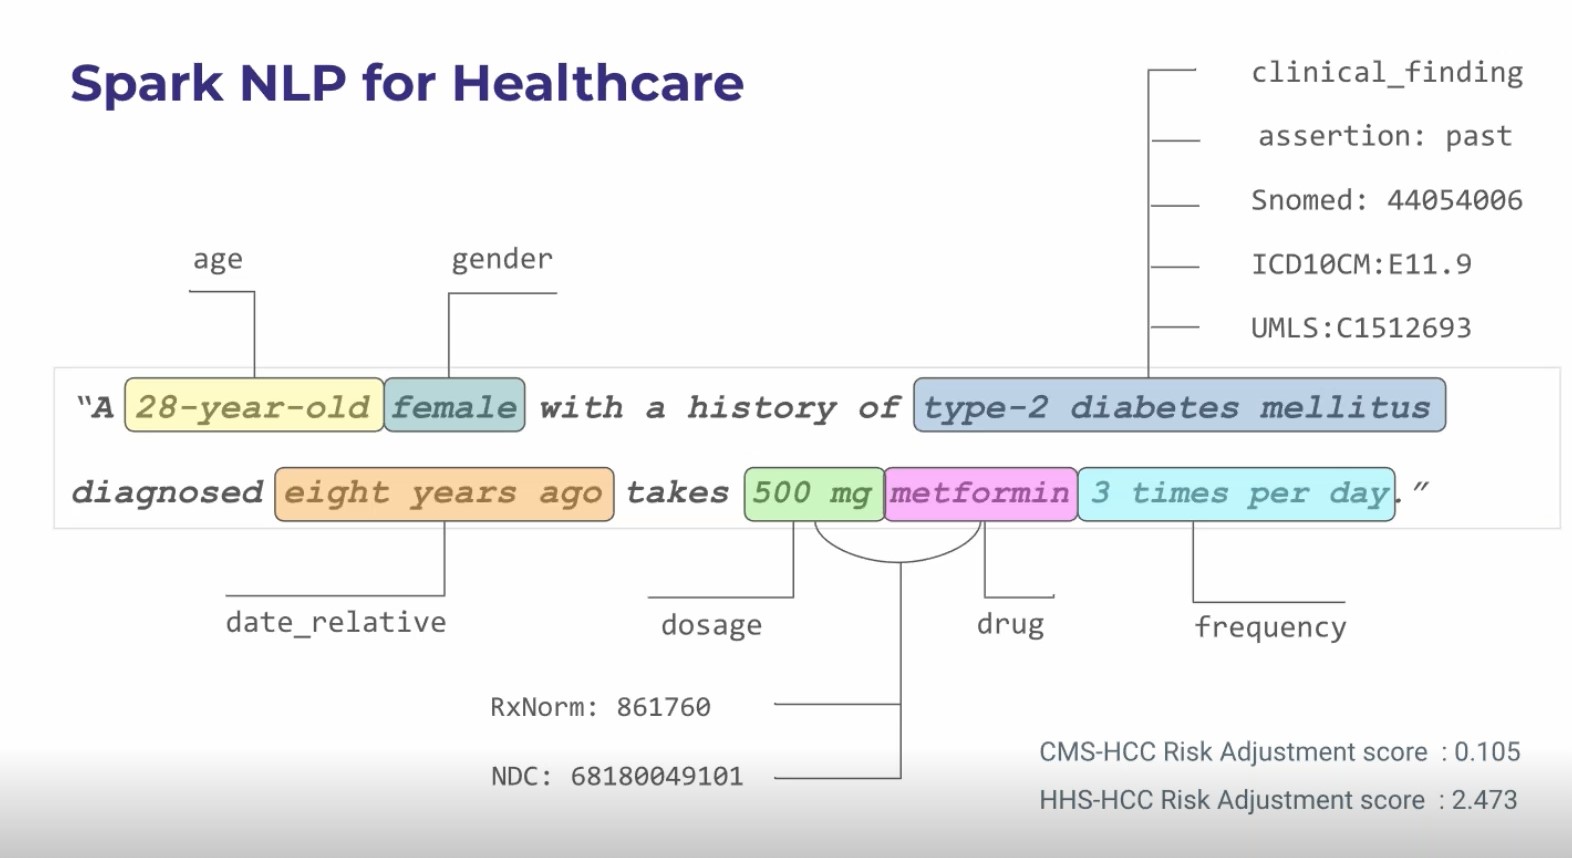 Spark NLP for Healthcare
clinical_finding
assertion: past
Snomed: 44054006
ICD10CM:E11.9
UMLS:C1512693
age
gender
“A 28-year-old female with a history of type-2 diabetes mellitus
diagnosed eight years ago takes 500 mg metformin 3 times per day.”
date_relative
dosage
drug
frequency
RxNorm: 861760
NDC: 68180049101
CMS-HCC Risk Adjustment score : 0.105
HHS-HCC Risk Adjustment score : 2.473